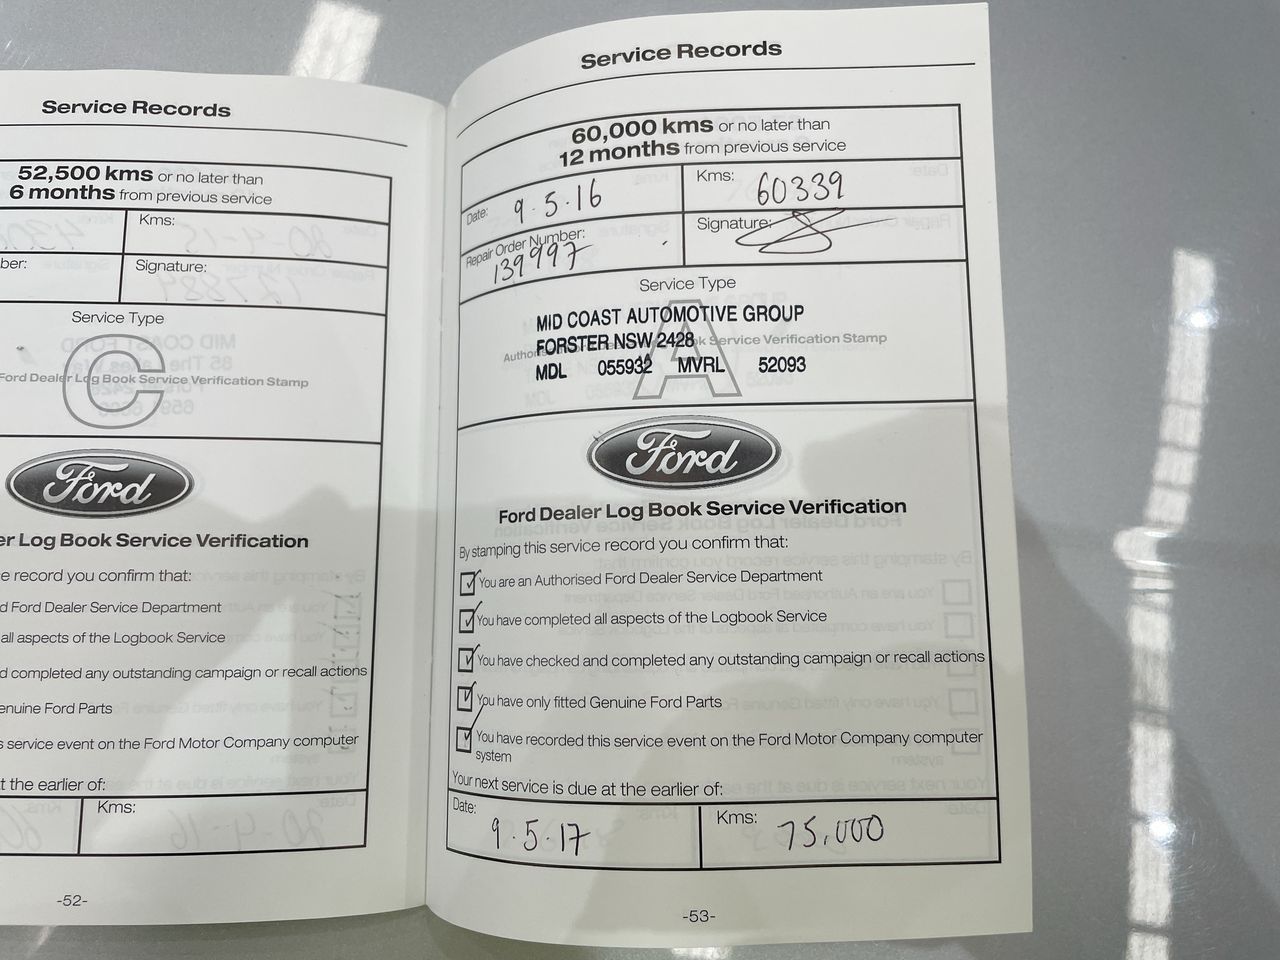 Service Records
52,500 kms or no later than
6 months from previous service
Kms:
ber:
Signature:
Service Type
C
Ford Dealer Log Book Service Verification Stamp
Ford
er Log Book Service Verification
e record you confirm that:
d Ford Dealer Service Department
all aspects of the Logbook Service
d completed any outstanding campaign or recall actions
enuine Ford Parts
s service event on the Ford Motor Company computer
t the earlier of:
Kms:
-52-
Service Records
60,000 kms or no later than
12 months from previous service
Date: 9.5.16
Kms: 60339
Repair Order Number: 139997
Signature:
Service Type
A
MID COAST AUTOMOTIVE GROUP
FORSTER NSW 2428
k Service Verification Stamp
MDL 055932 MVRL 52093
Ford
Ford Dealer Log Book Service Verification
By stamping this service record you confirm that:
You are an Authorised Ford Dealer Service Department
You have completed all aspects of the Logbook Service
You have checked and completed any outstanding campaign or recall actions
You have only fitted Genuine Ford Parts
You have recorded this service event on the Ford Motor Company computer
system
Your next service is due at the earlier of:
Date: 9.5.17
Kms: 75,000
-53-